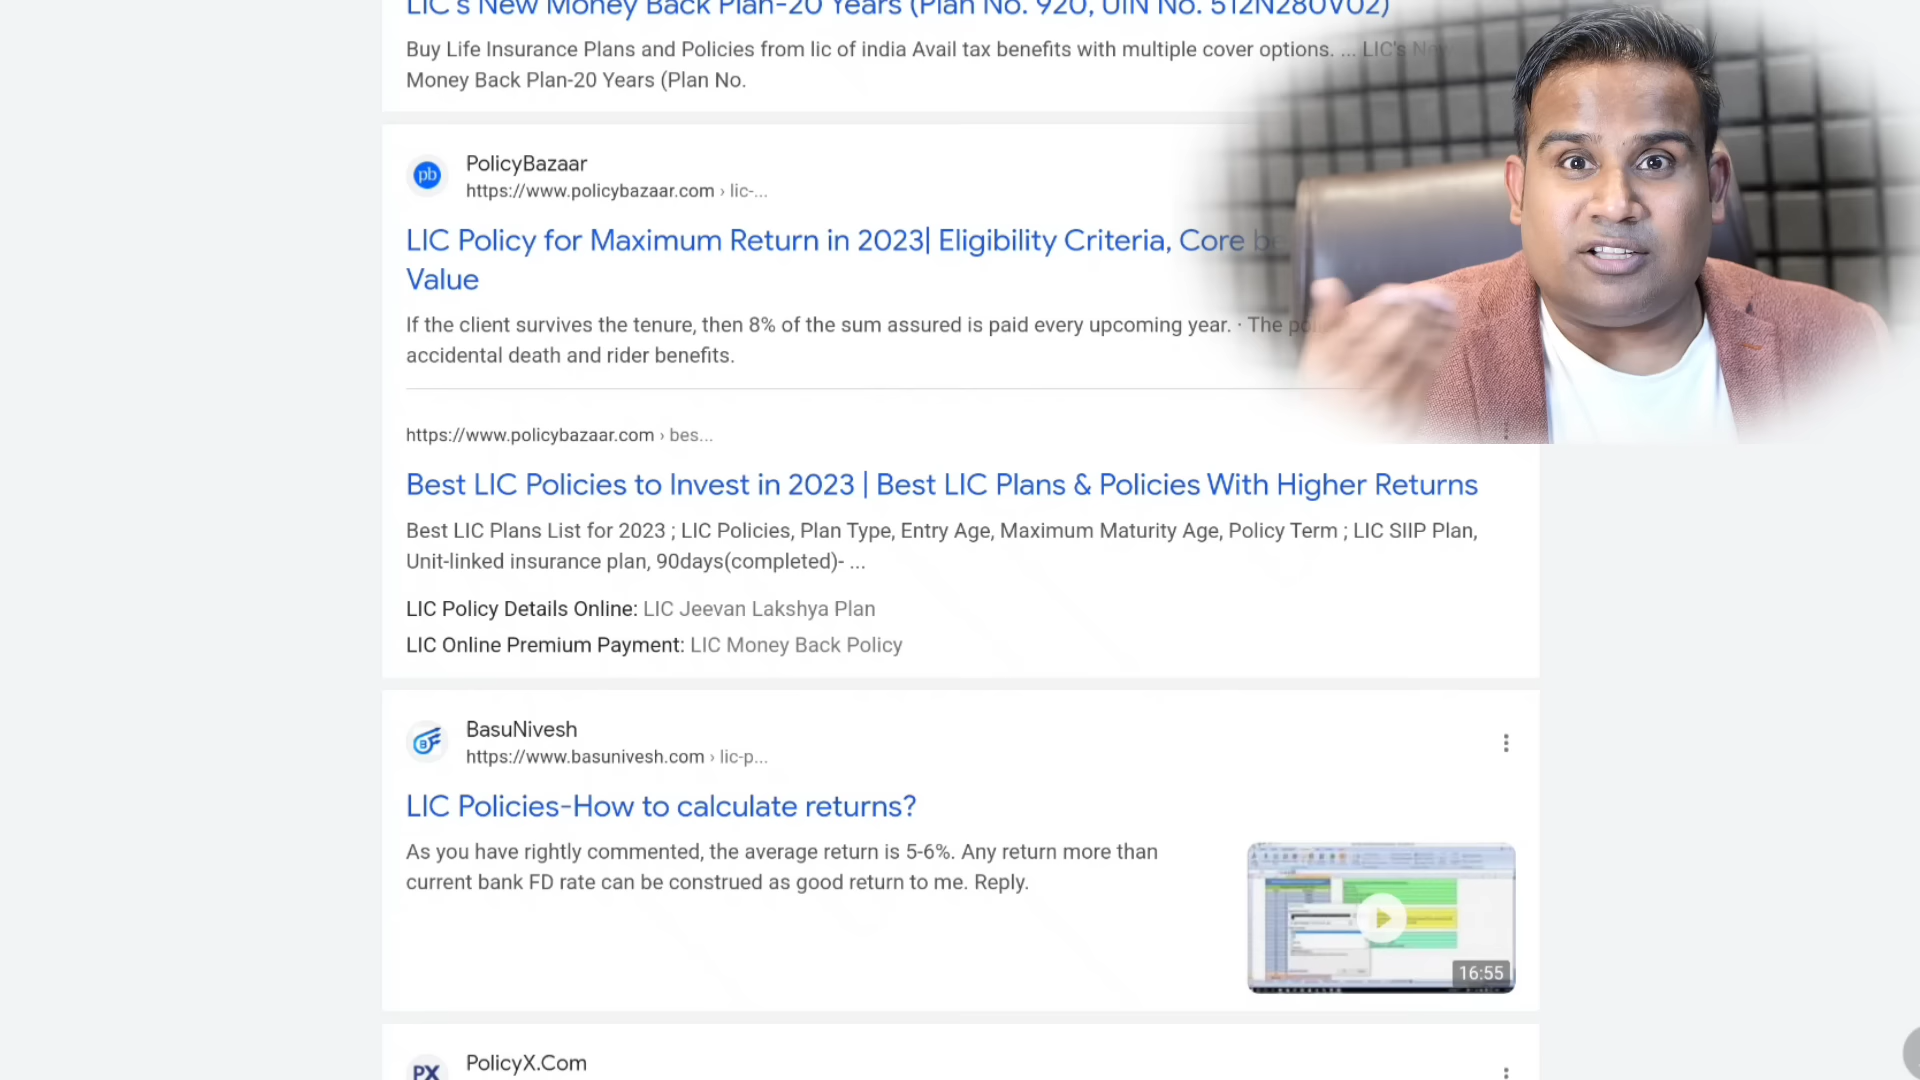 LIC's New Money Back Plan-20 Years (Plan No. 920, UIN No. 512N280V02)
Buy Life Insurance Plans and Policies from lic of india Avail tax benefits with multiple cover options. ... LIC's New
Money Back Plan-20 Years (Plan No.
pb
PolicyBazaar
https://www.policybazaar.com › lic-...
LIC Policy for Maximum Return in 2023| Eligibility Criteria, Core
Value
If the client survives the tenure, then 8% of the sum assured is paid every upcoming year. · The
accidental death and rider benefits.
https://www.policybazaar.com › bes...
Best LIC Policies to Invest in 2023 | Best LIC Plans & Policies With Higher Returns
Best LIC Plans List for 2023 ; LIC Policies, Plan Type, Entry Age, Maximum Maturity Age, Policy Term ; LIC SIIP Plan,
Unit-linked insurance plan, 90days(completed)- ...
LIC Policy Details Online: LIC Jeevan Lakshya Plan
LIC Online Premium Payment: LIC Money Back Policy
BasuNivesh
https://www.basunivesh.com › lic-p...
LIC Policies-How to calculate returns?
As you have rightly commented, the average return is 5-6%. Any return more than
current bank FD rate can be construed as good return to me. Reply.
16:55
PX
PolicyX.Com